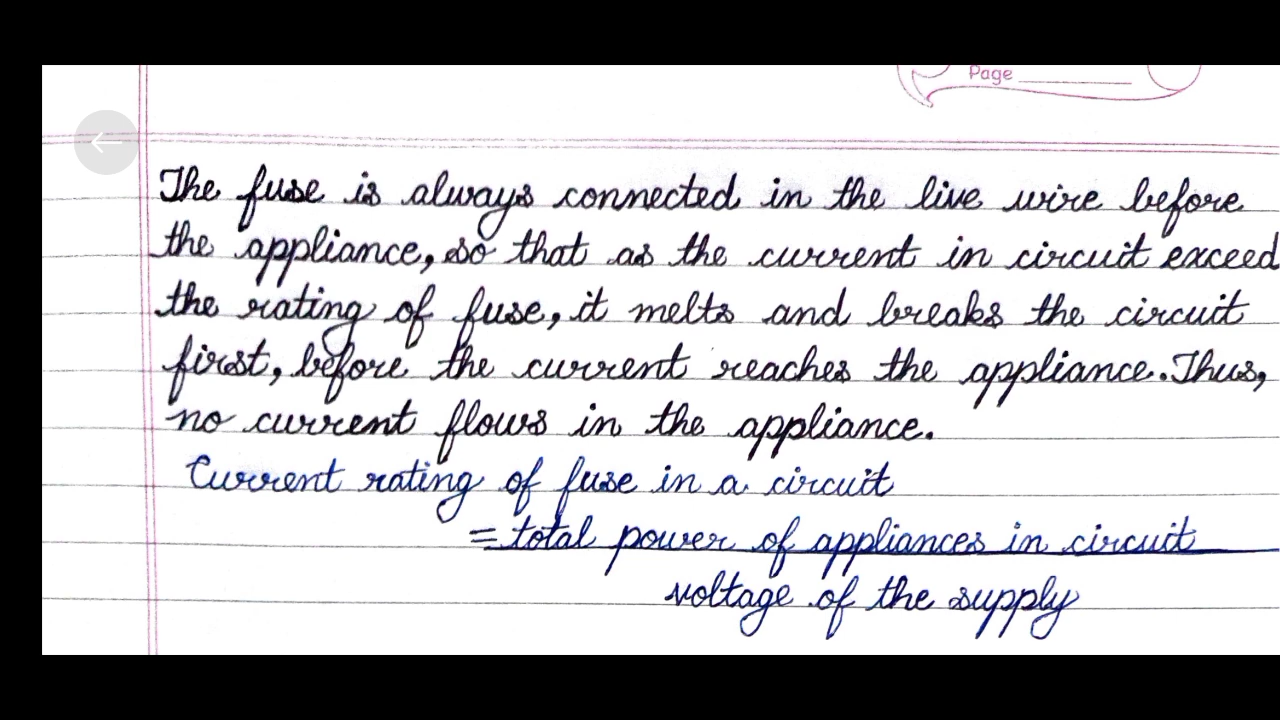 Page
The fuse is always connected in the live wire before
the appliance, so that as the current in circuit exceed
the rating of fuse, it melts and breaks the circuit
first, before the current reaches the appliance. Thus,
no current flows in the appliance.
Current rating of fuse in a circuit
= total power of appliances in circuit
voltage of the supply